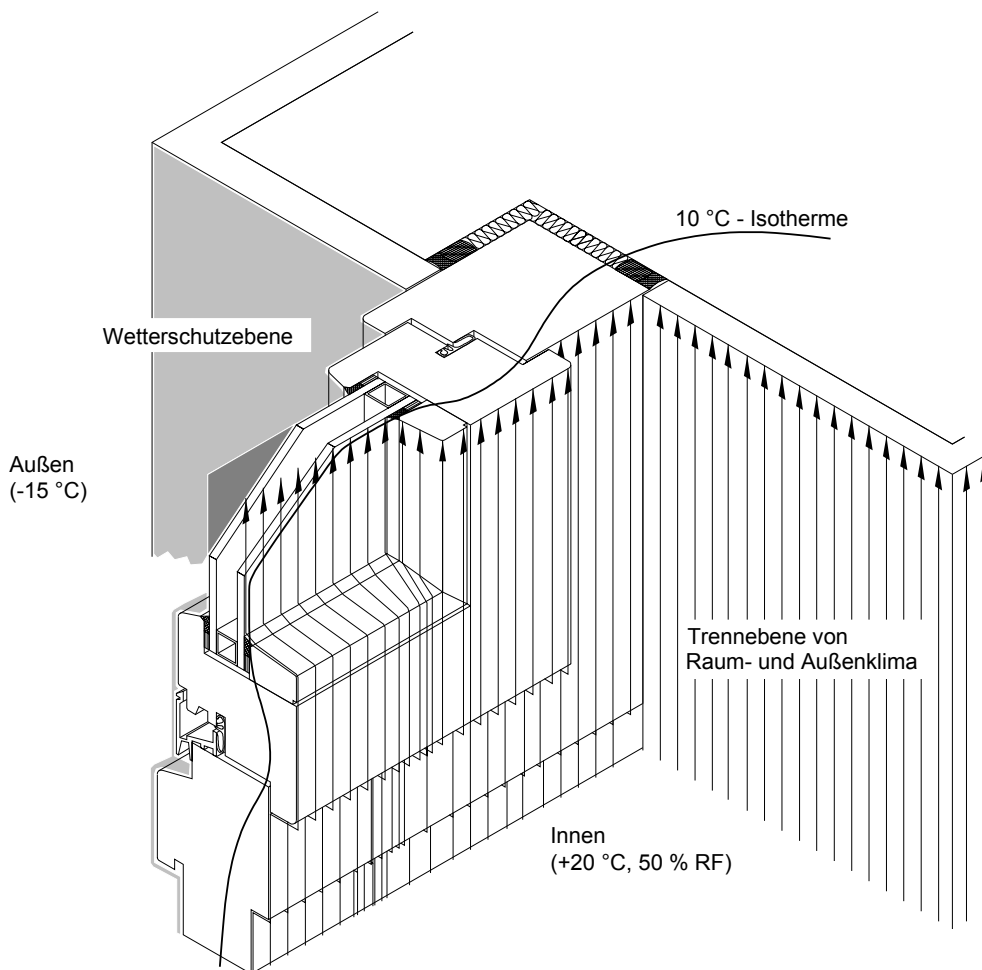 10 °C - Isotherme
Wetterschutzebene
Außen
(-15 °C)
Trennebene von
Raum- und Außenklima
Innen
(+20 °C, 50 % RF)